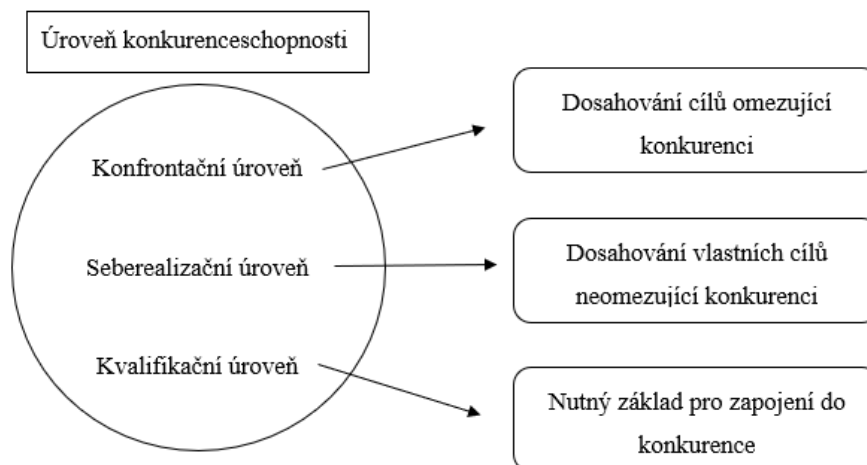 Úroveň konkurenceschopnosti
Konfrontační úroveň
Dosahování cílů omezující
konkurenci
Seberealizační úroveň
Dosahování vlastních cílů
neomezující konkurenci
Kvalifikační úroveň
Nutný základ pro zapojení do
konkurence